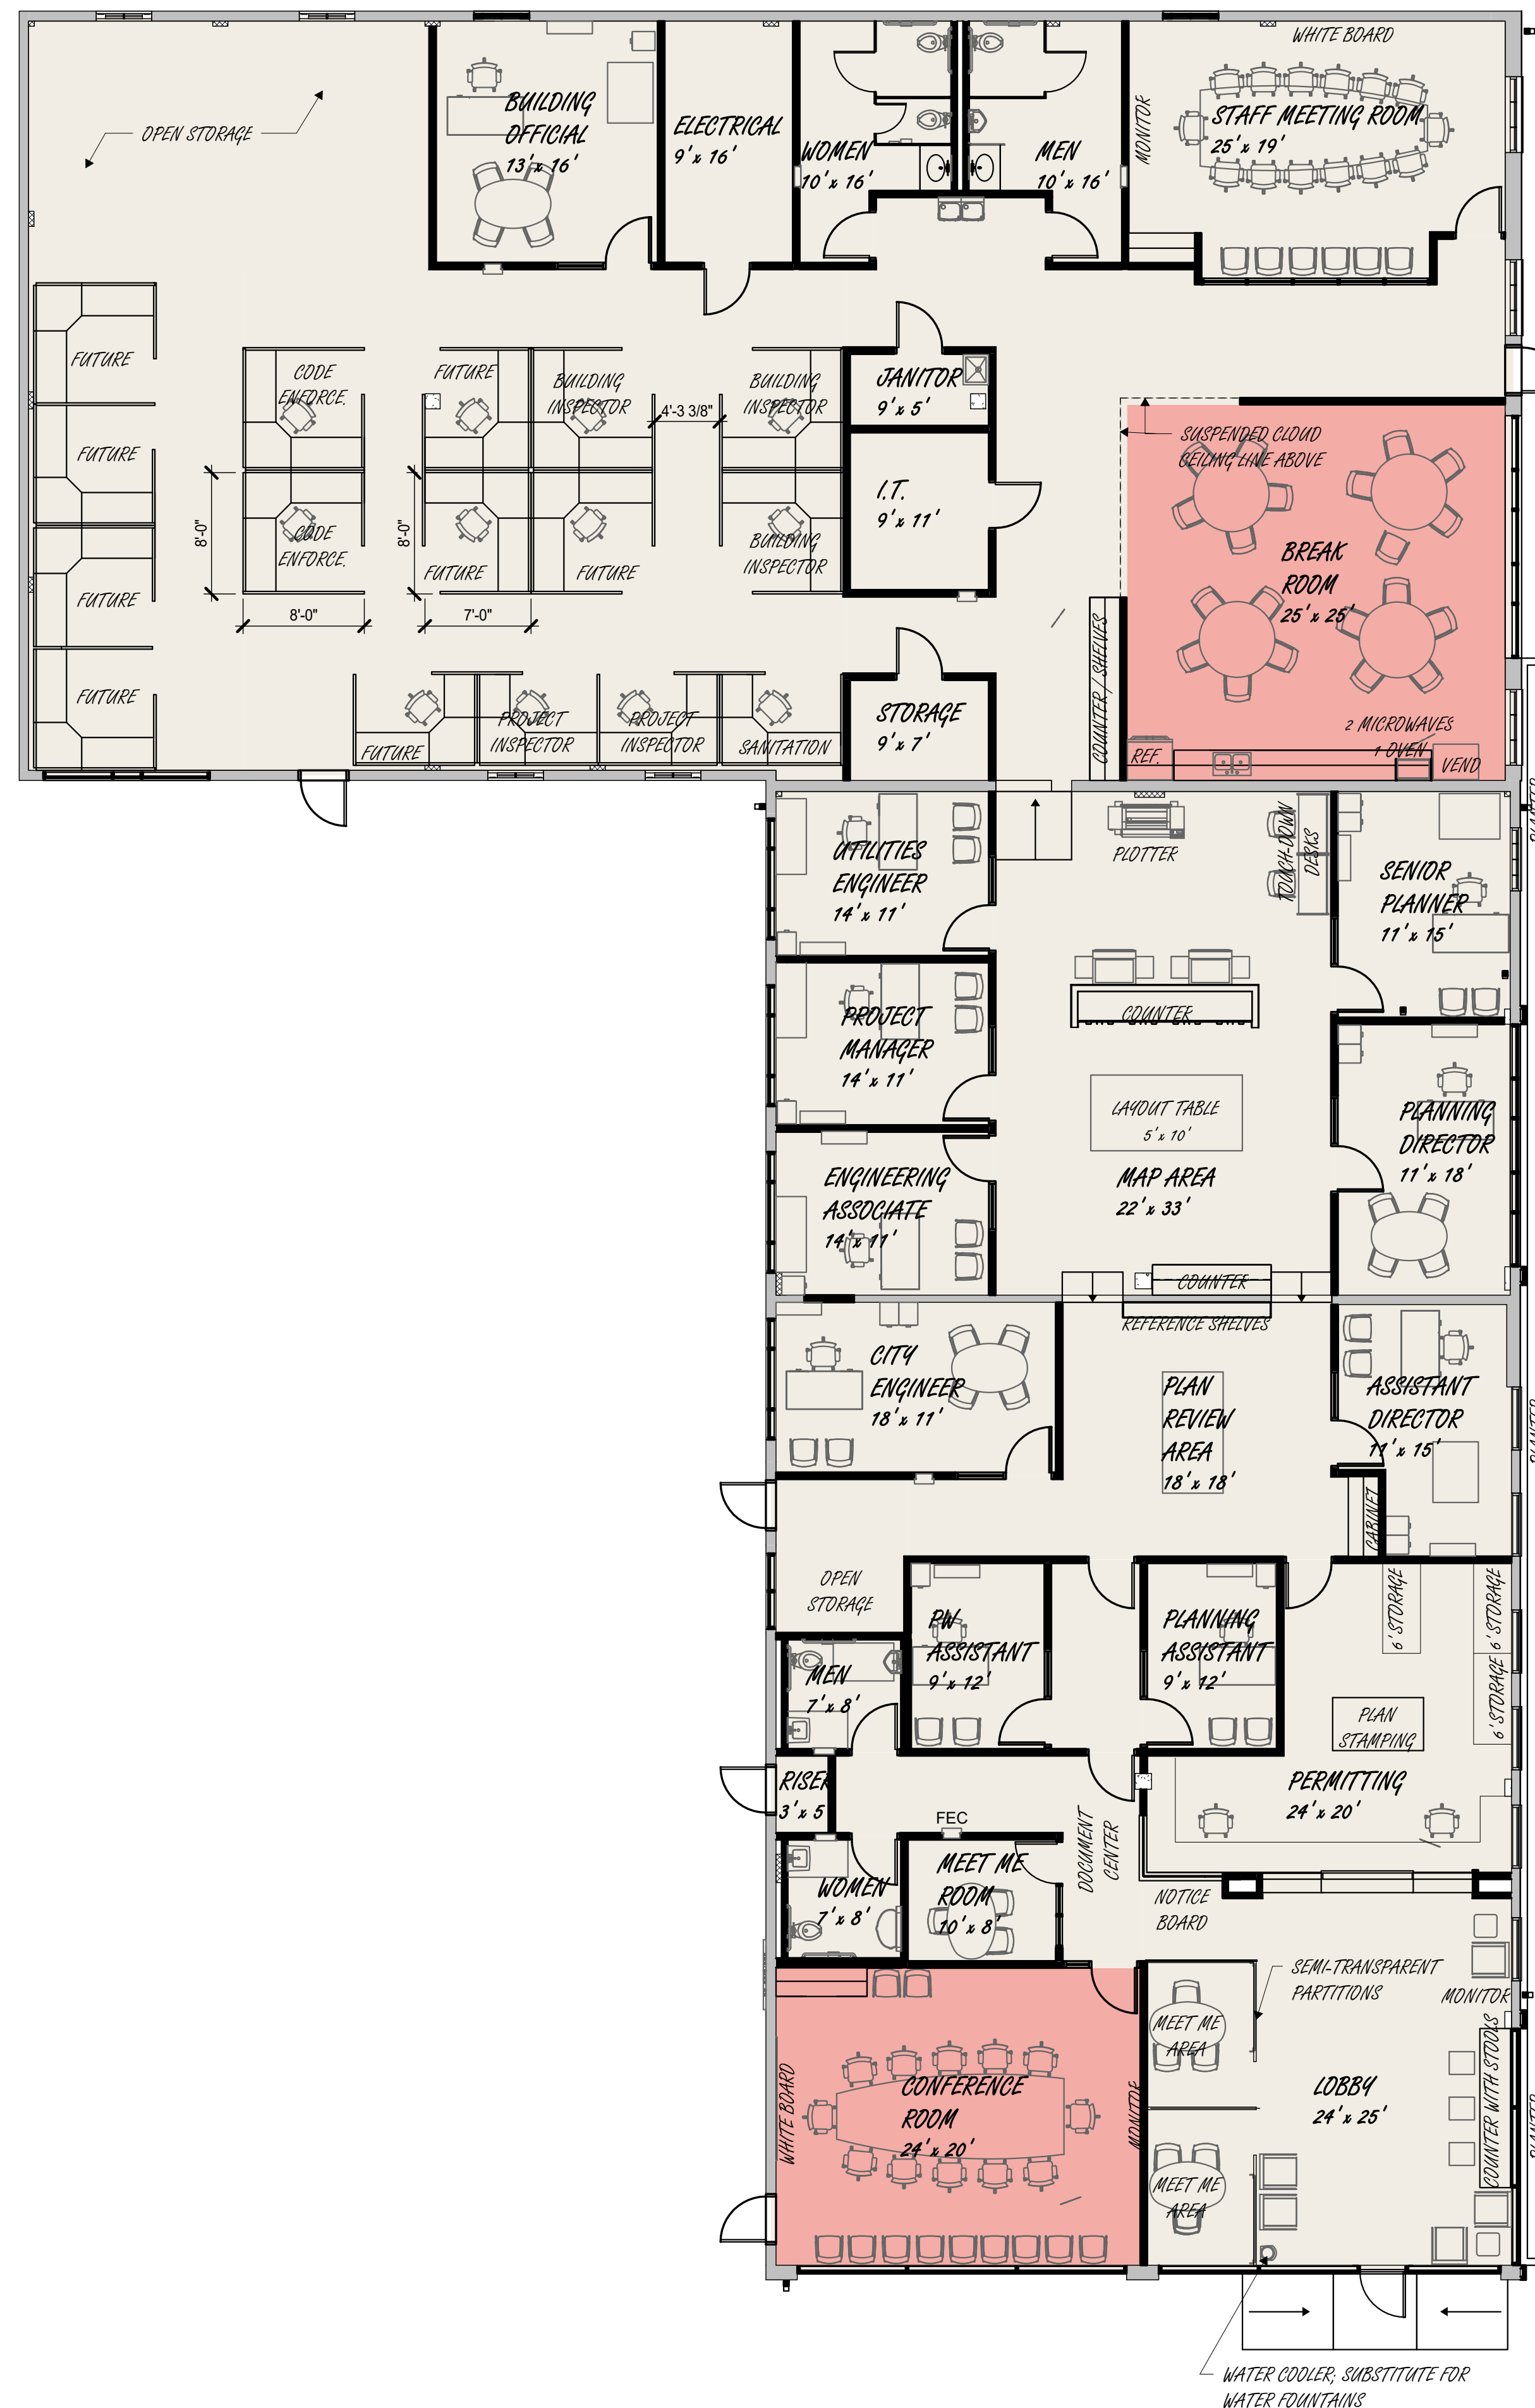 WHITE BOARD
MONITOR
STAFF MEETING ROOM
25' x 19'
OPEN STORAGE
BUILDING
OFFICIAL
13' x 16'
ELECTRICAL
9' x 16'
WOMEN
10' x 16'
MEN
10' x 16'
FUTURE
FUTURE
FUTURE
FUTURE
CODE
ENFORCE.
CODE
ENFORCE.
8'-0"
8'-0"
FUTURE
FUTURE
8'-0"
7'-0"
BUILDING
INSPECTOR
FUTURE
4'-3 3/8"
BUILDING
INSPECTOR
BUILDING
INSPECTOR
FUTURE
PROJECT
INSPECTOR
PROJECT
INSPECTOR
SANITATION
JANITOR
9' x 5'
I.T.
9' x 11'
STORAGE
9' x 7'
SUSPENDED CLOUD
CEILING LINE ABOVE
BREAK
ROOM
25' x 25'
COUNTER / SHELVES
2 MICROWAVES
1 OVEN
REF.
VEND
PLANTER
UTILITIES
ENGINEER
14' x 11'
PLOTTER
TOUCH-DOWN
DESKS
SENIOR
PLANNER
11' x 15'
PROJECT
MANAGER
14' x 11'
COUNTER
LAYOUT TABLE
5' x 10'
MAP AREA
22' x 33'
PLANNING
DIRECTOR
11' x 18'
ENGINEERING
ASSOCIATE
14' x 11'
COUNTER
REFERENCE SHELVES
CITY
ENGINEER
18' x 11'
PLAN
REVIEW
AREA
18' x 18'
ASSISTANT
DIRECTOR
11' x 15'
CABINET
PLANTER
OPEN
STORAGE
PW
ASSISTANT
9' x 12'
PLANNING
ASSISTANT
9' x 12'
6' STORAGE
6' STORAGE
6' STORAGE
PLAN
STAMPING
PERMITTING
24' x 20'
MEN
7' x 8'
RISER
3' x 5
FEC
WOMEN
7' x 8'
MEET ME
ROOM
10' x 8'
DOCUMENT
CENTER
NOTICE
BOARD
SEMI-TRANSPARENT
PARTITIONS
MONITOR
MEET ME
AREA
MEET ME
AREA
LOBBY
24' x 25'
COUNTER WITH STOOLS
PLANTER
WHITE BOARD
CONFERENCE
ROOM
24' x 20'
MONITOR
WATER COOLER; SUBSTITUTE FOR
WATER FOUNTAINS